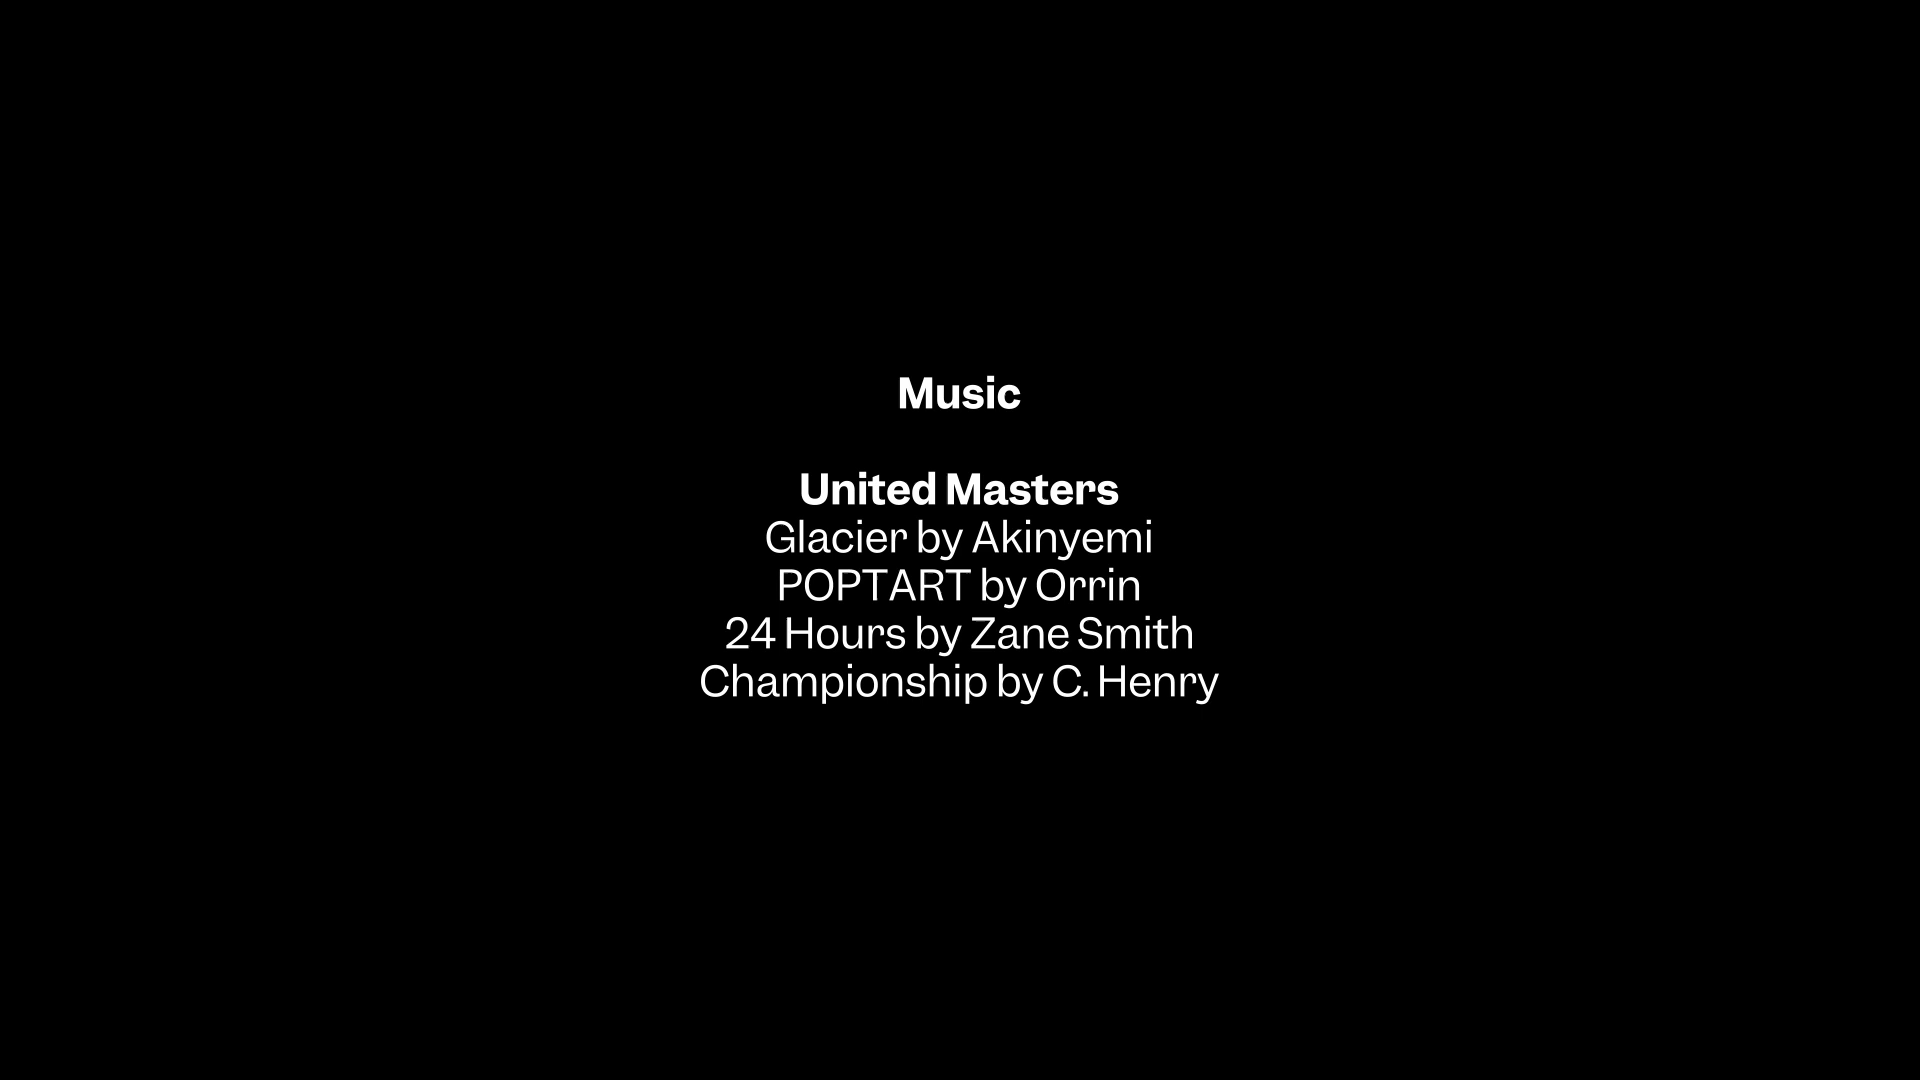 Music
United Masters
Glacier by Akinyemi
POPTART by Orrin
24 Hours by Zane Smith
Championship by C. Henry